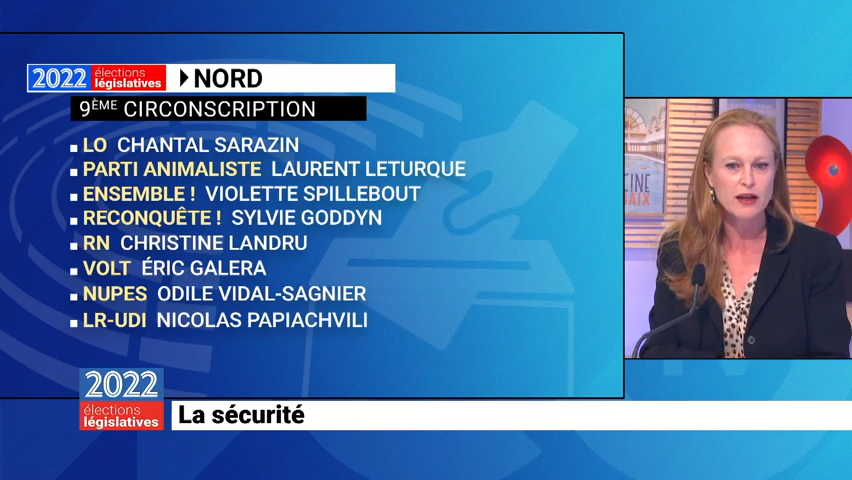 2022 élections législatives NORD
9ÈME CIRCONSCRIPTION
LO CHANTAL SARAZIN
PARTI ANIMALISTE LAURENT LETURQUE
ENSEMBLE ! VIOLETTE SPILLEBOUT
RECONQUÊTE ! SYLVIE GODDYN
RN CHRISTINE LANDRU
VOLT ÉRIC GALERA
NUPES ODILE VIDAL-SAGNIER
LR-UDI NICOLAS PAPIACHVILI
2022
élections
législatives
La sécurité